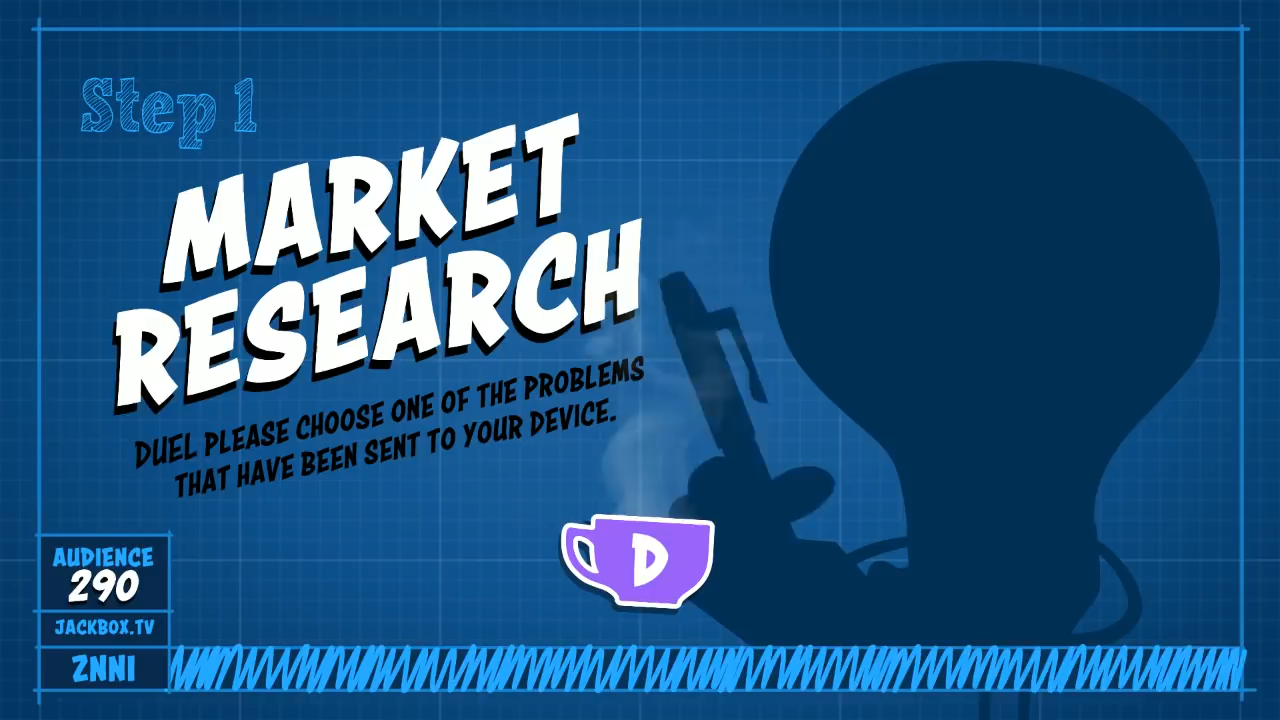 Step 1
MARKET
RESEARCH
DUEL PLEASE CHOOSE ONE OF THE PROBLEMS
THAT HAVE BEEN SENT TO YOUR DEVICE.
D
AUDIENCE
290
JACKBOX.TV
ZNNI